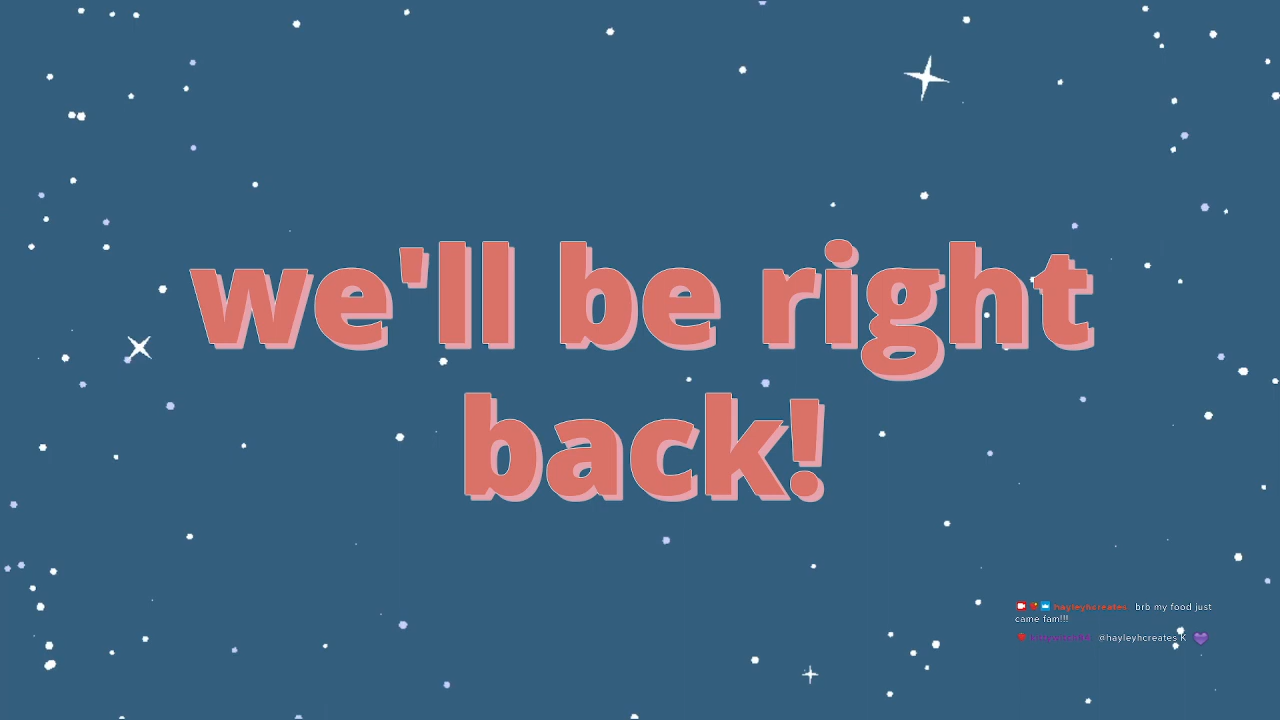 we'll be right
back!
hayleyhcreates brb my food just
came fam!!!
@hayleyhcreates K